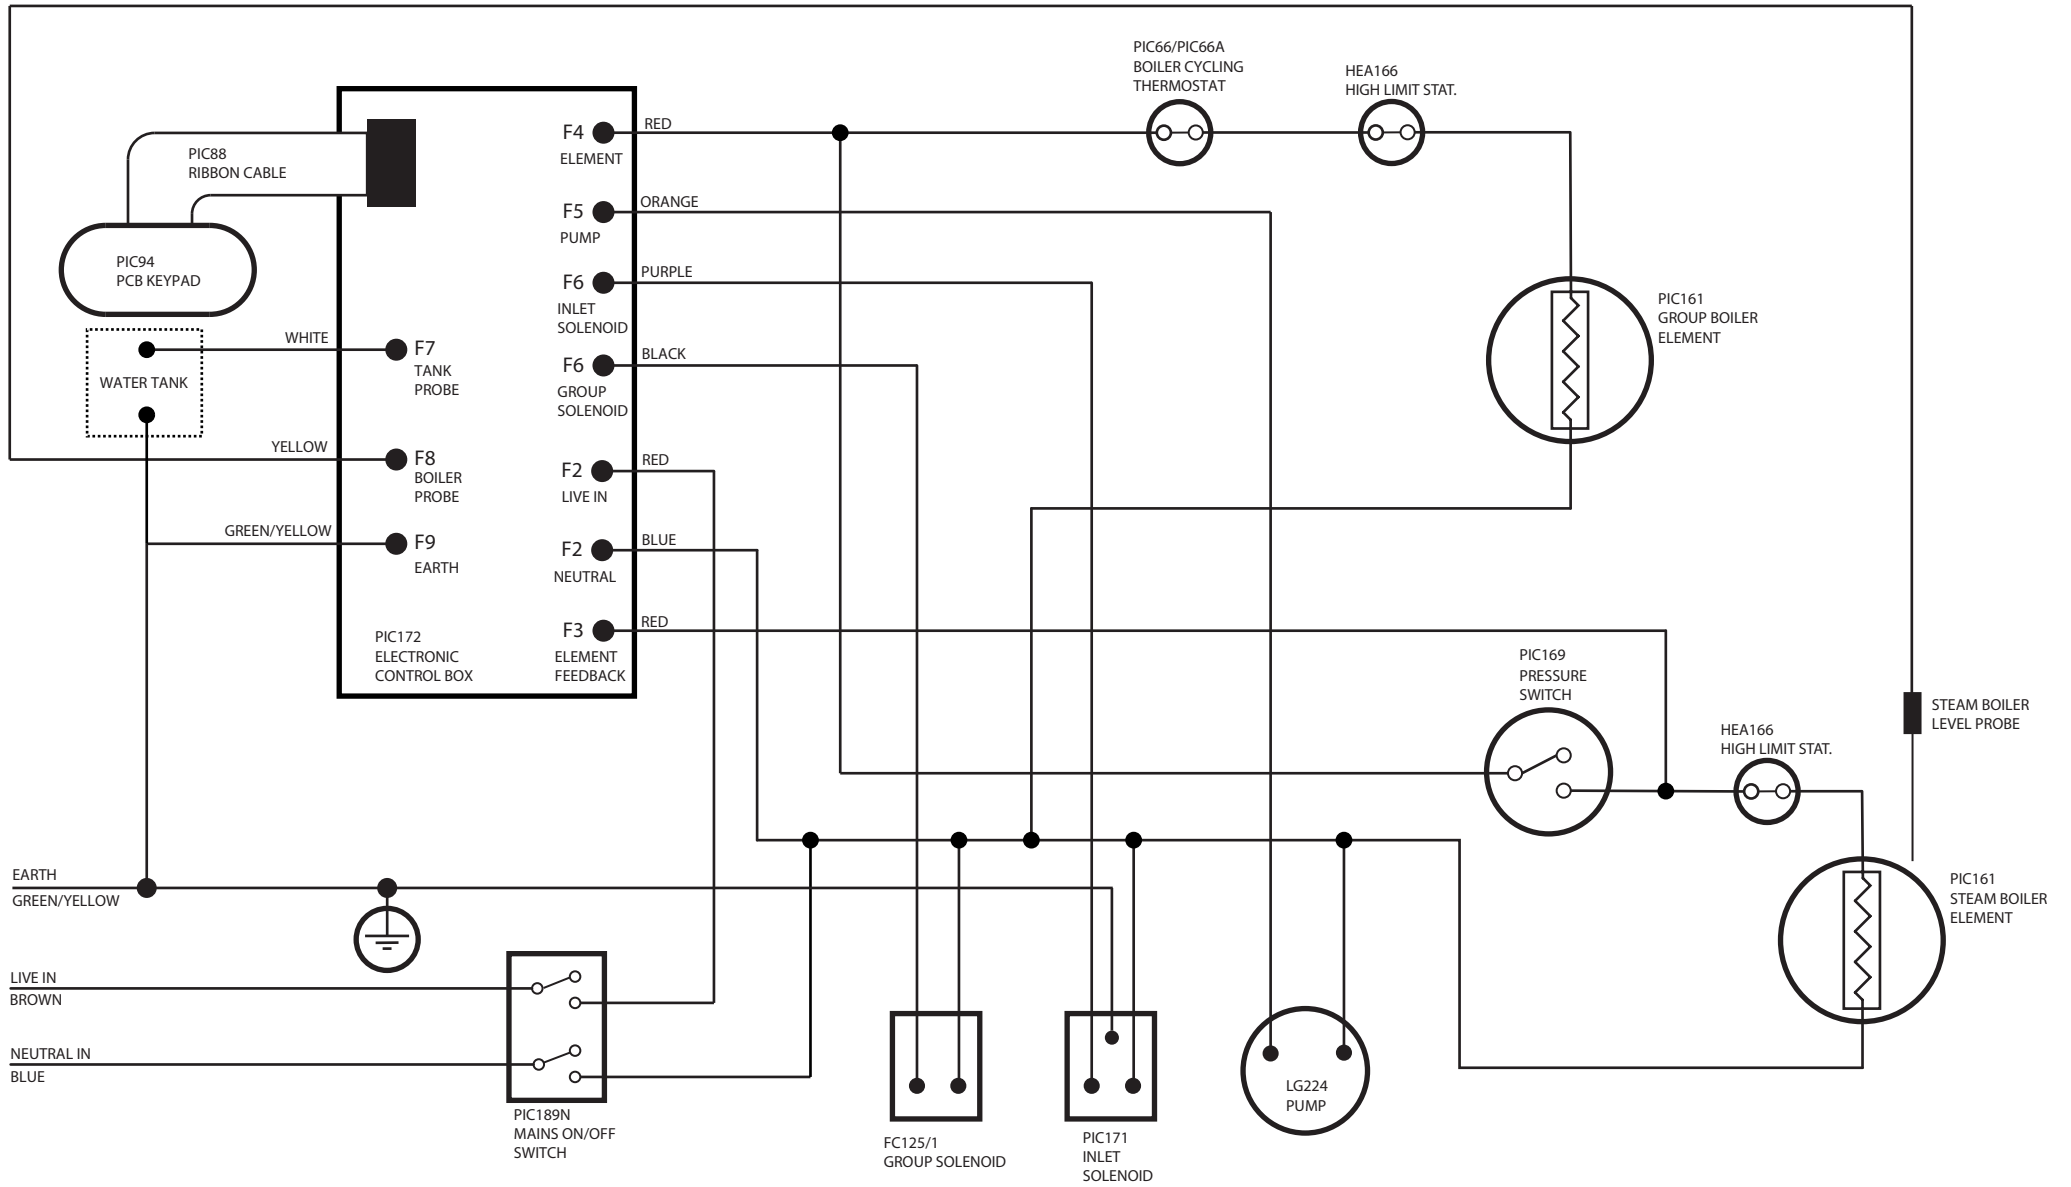 PIC66/PIC66A
BOILER CYCLING
THERMOSTAT
HEA166
HIGH LIMIT STAT.
PIC88
RIBBON CABLE
F4
RED
ELEMENT
F5
ORANGE
PUMP
PIC94
PCB KEYPAD
F6
PURPLE
INLET
SOLENOID
PIC161
GROUP BOILER
ELEMENT
WHITE
F7
TANK
PROBE
WATER TANK
F6
BLACK
GROUP
SOLENOID
YELLOW
F8
BOILER
PROBE
F2
RED
LIVE IN
GREEN/YELLOW
F9
EARTH
F2
BLUE
NEUTRAL
PIC172
ELECTRONIC
CONTROL BOX
F3
RED
ELEMENT
FEEDBACK
PIC169
PRESSURE
SWITCH
STEAM BOILER
LEVEL PROBE
HEA166
HIGH LIMIT STAT.
EARTH
GREEN/YELLOW
PIC161
STEAM BOILER
ELEMENT
LIVE IN
BROWN
NEUTRAL IN
BLUE
PIC189N
MAINS ON/OFF
SWITCH
FC125/1
GROUP SOLENOID
PIC171
INLET
SOLENOID
LG224
PUMP